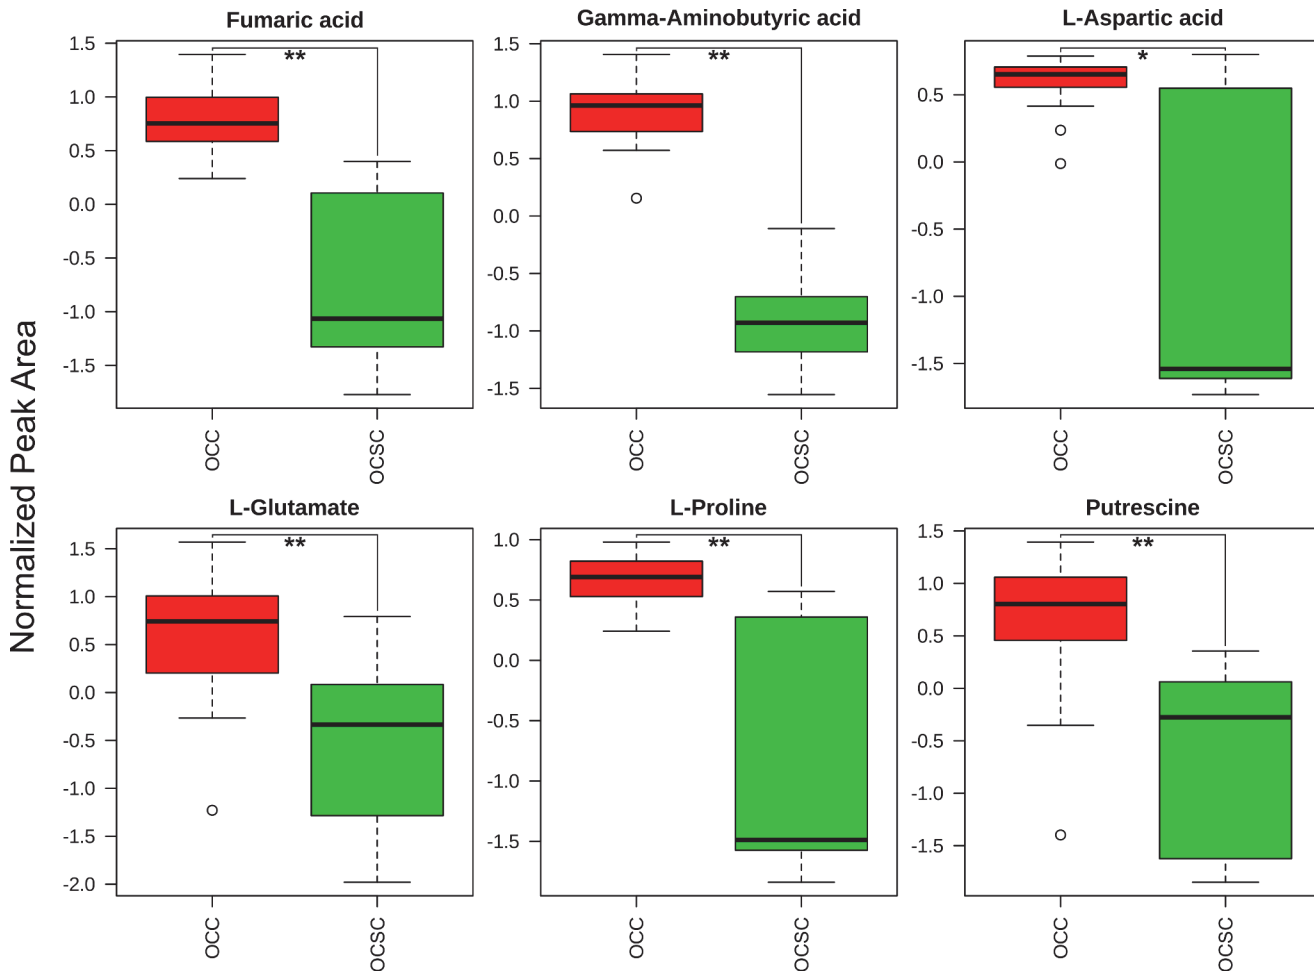 Normalized Peak Area
Fumaric acid
**
1.5
1.0
0.5
0.0
-0.5
-1.0
-1.5
OCC
OCSC
Gamma-Aminobutyric acid
**
1.5
1.0
0.5
0.0
-0.5
-1.0
-1.5
OCC
OCSC
L-Aspartic acid
*
0.5
0.0
-0.5
-1.0
-1.5
OCC
OCSC
L-Glutamate
**
1.5
1.0
0.5
0.0
-0.5
-1.0
-1.5
-2.0
OCC
OCSC
L-Proline
**
1.0
0.5
0.0
-0.5
-1.0
-1.5
OCC
OCSC
Putrescine
**
1.5
1.0
0.5
0.0
-0.5
-1.0
-1.5
OCC
OCSC